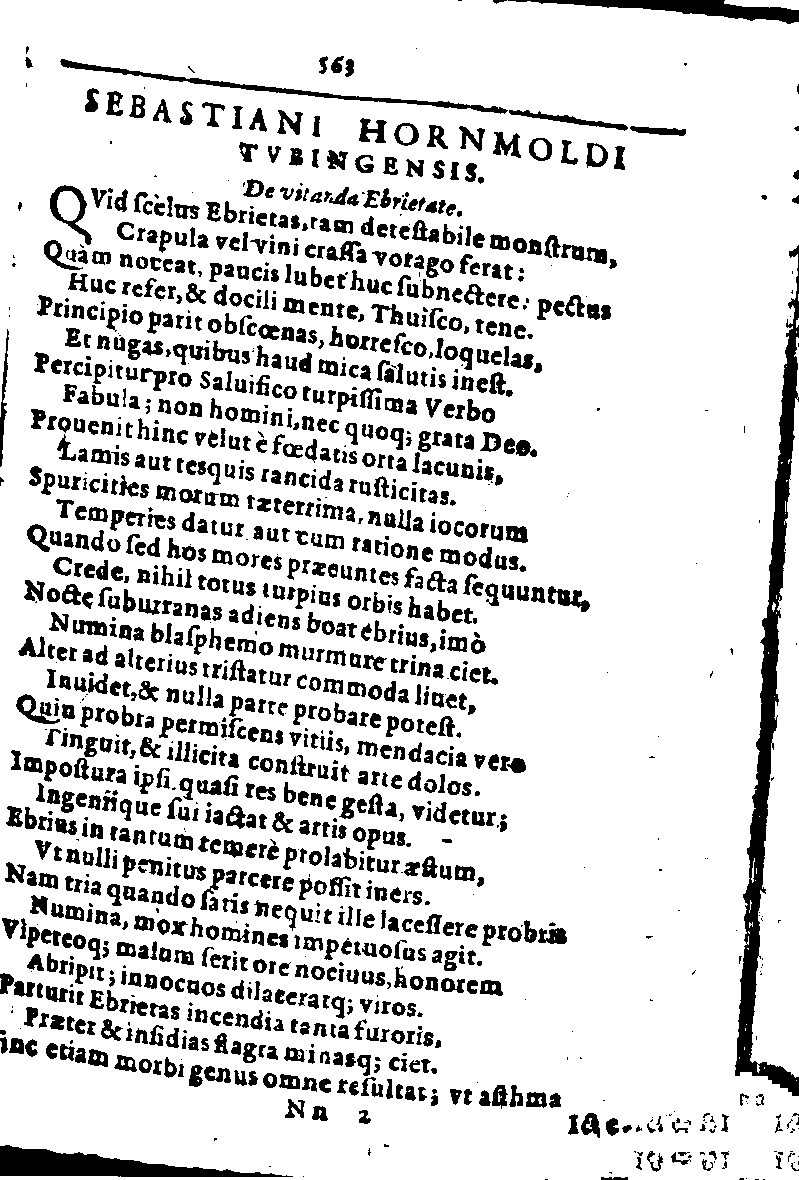 563
SEBASTIANI HORNMOLDI
TVBINGENSIS.
De vitanda Ebrietate.
QVid ſcelus Ebrietas, tam deteſtabile monſtrum,
Crapula vel vini craſſa vorago ferat:
Quàm noceat, paucis lubet huc ſubnectere: pectus
Huc refer, & docili mente, Thuiſco, tene.
Principio parit obſcœnas, horreſco, loquelas,
Et nugas, quibus haud mica ſalutis ineſt.
Percipitur pro Saluifico turpiſſima Verbo
Fabula; non homini, nec quoq; grata Deo.
Prouenit hinc velut è fœdatis orta lacunis,
Lamis aut teſquis rancida ruſticitas.
Spuricities morum tæterrima, nulla iocorum
Temperies datur aut cum ratione modus.
Quando ſed hos mores præeuntes facta ſequuntur,
Crede, nihil totus turpius orbis habet.
Nocte ſuburranas adiens boat ebrius, imò
Numina blaſphemo murmure trina ciet.
Alter ad alterius triſtatur commoda liuet,
Inuidet, & nulla parte probare poteſt.
Quin probra permiſcens vitiis, mendacia vero
Tinguit, & illicita conſtruit arte dolos.
Impoſtura ipſi quaſi res bene geſta, videtur;
Ingeniique ſui iactat & artis opus.
Ebrius in tantum temerè prolabitur æſtum,
Vt nulli penitus parcere poſſit iners.
Nam tria quando ſatis nequit ille laceſſere probris
Numina, mox homines impetuoſus agit.
Vipereoq; malum ſerit ore nociuus, honorem
Abripit; innocuos dilaceratq; viros.
Parturit Ebrietas incendia tanta furoris,
Præter & inſidias flagra minasq; ciet.
inc etiam morbi genus omne reſultat; vt aſthma
Nn 2